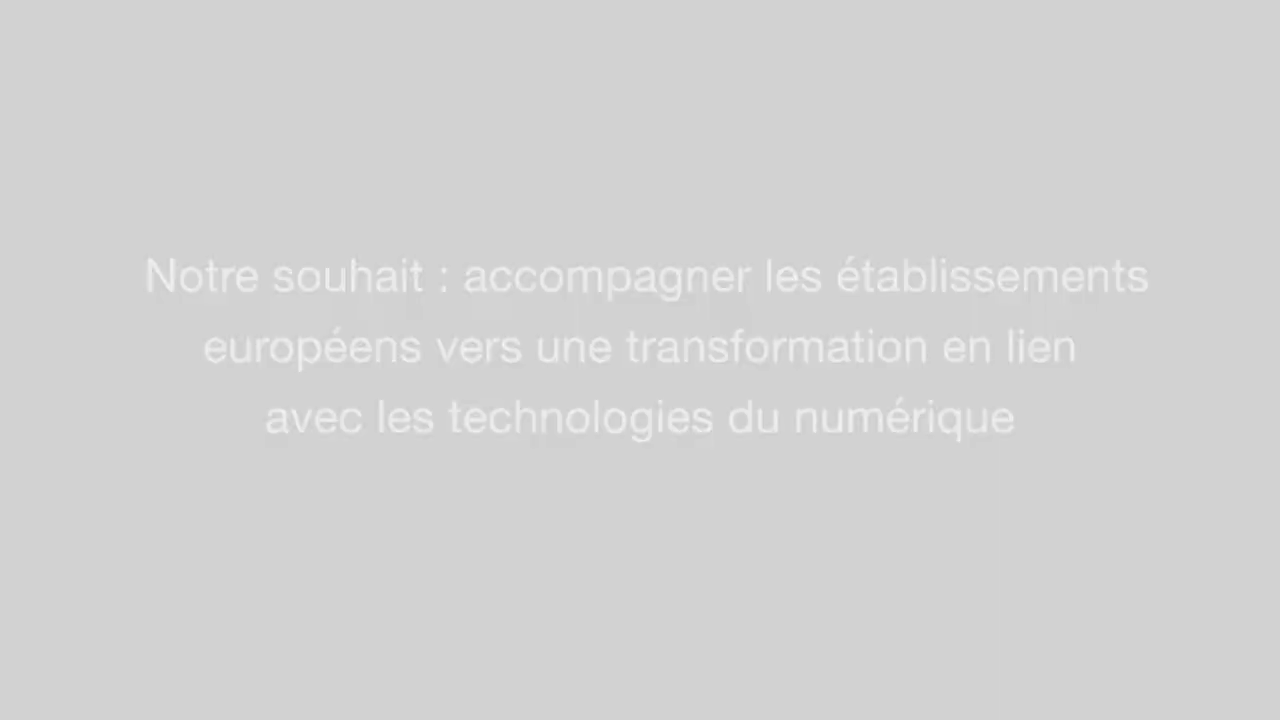 Notre souhait : accompagner les établissements
européens vers une transformation en lien
avec les technologies du numérique